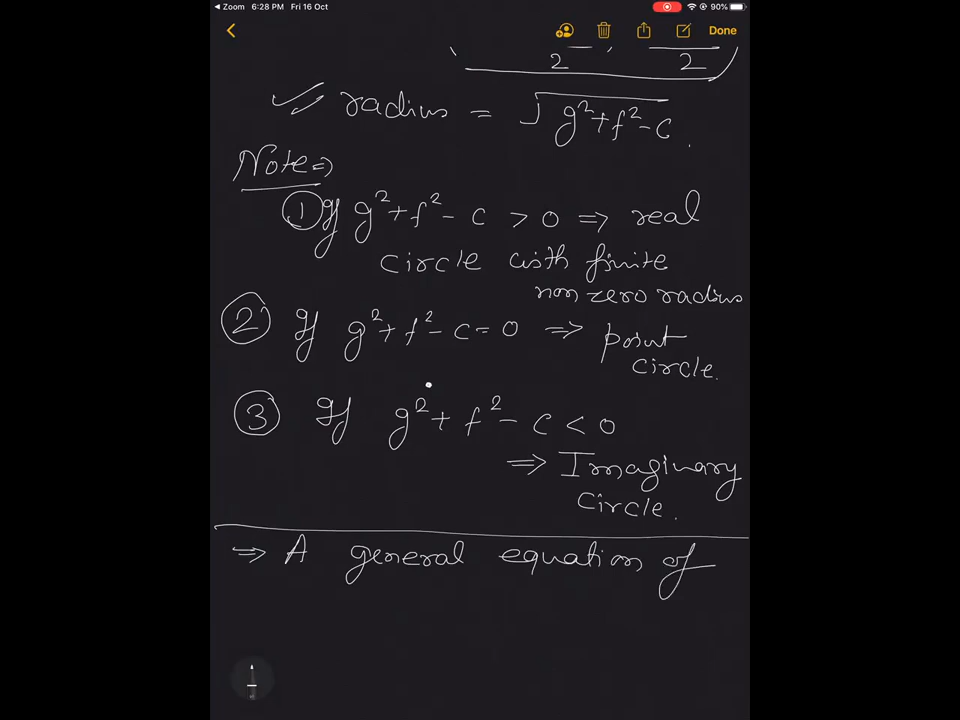 Zoom 6:28 PM Fri 16 Oct 90%
Done
2 , 2
radius = √g²+f²-c .
Note⇒
① If g²+f²-c > 0 ⇒ real
circle with finite
non zero radius
② If g²+f²-c=0 ⇒ point
circle.
③ If g²+f²-c<0
⇒ Imaginary
circle.
⇒ A general equation of